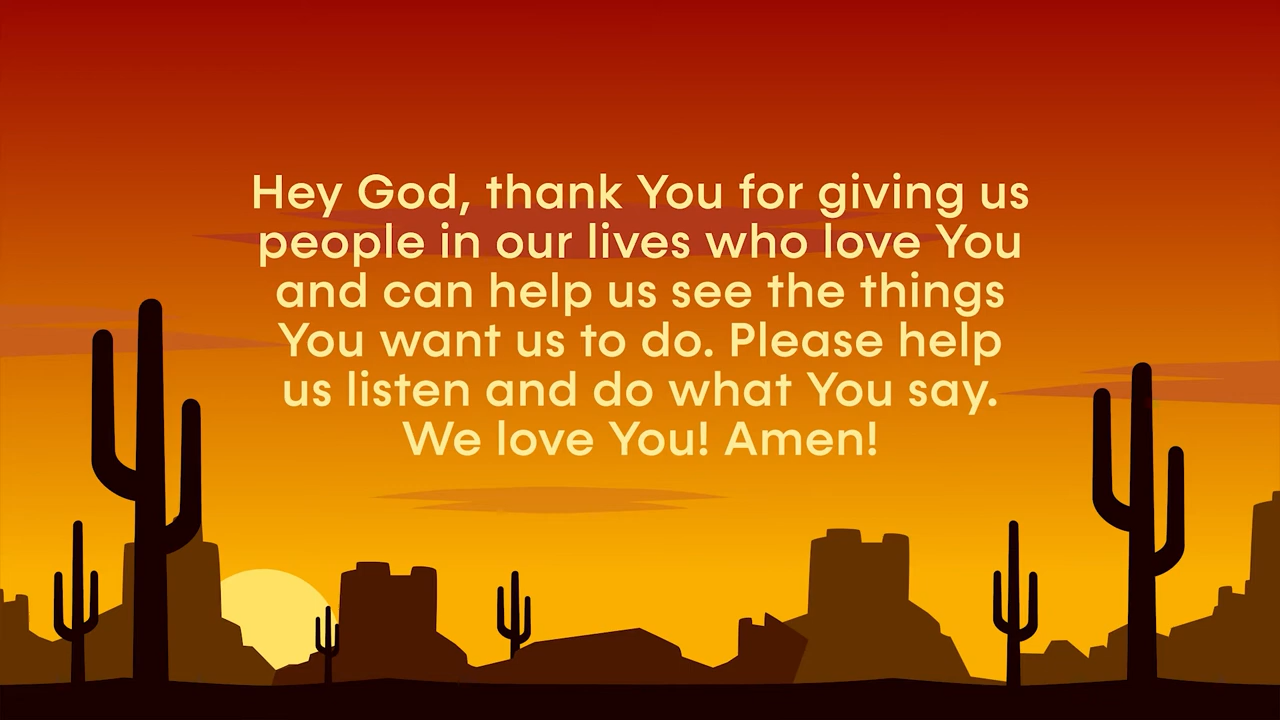 Hey God, thank You for giving us
people in our lives who love You
and can help us see the things
You want us to do. Please help
us listen and do what You say.
We love You! Amen!